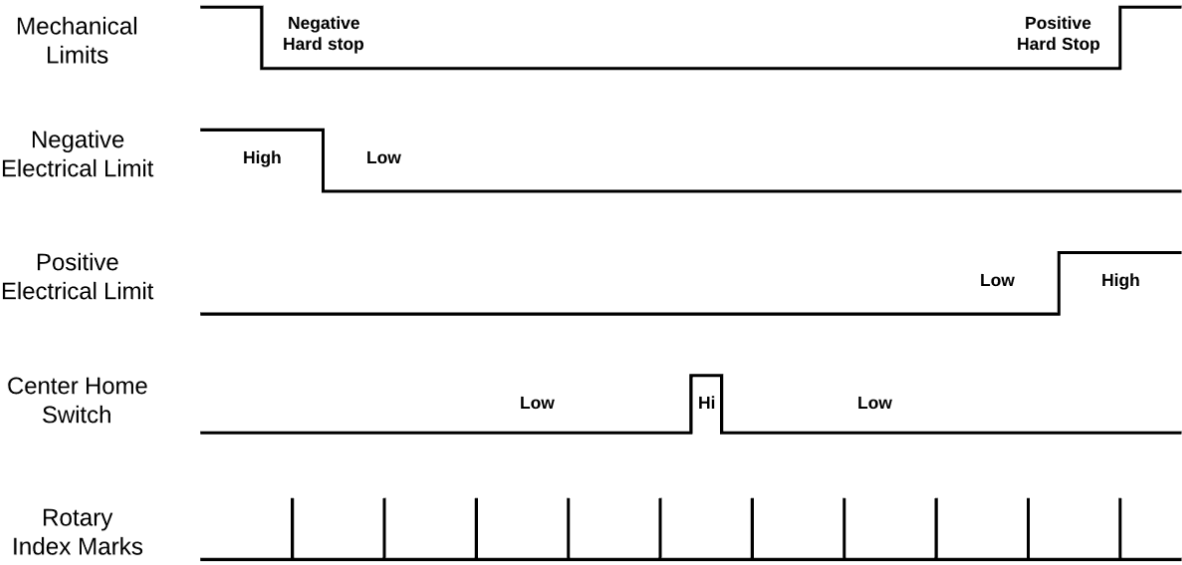 Mechanical
Limits
Negative
Hard stop
Positive
Hard Stop
Negative
Electrical Limit
High
Low
Positive
Electrical Limit
Low
High
Center Home
Switch
Low
Hi
Low
Rotary
Index Marks